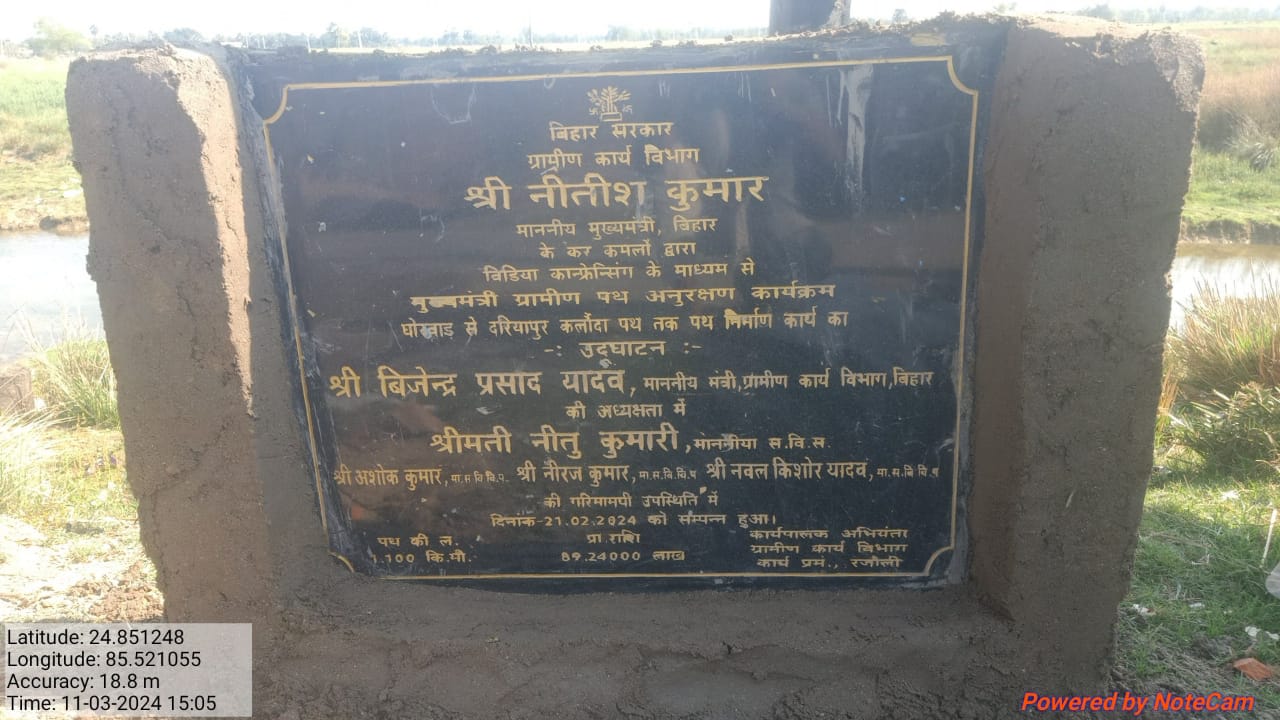 बिहार सरकार
ग्रामीण कार्य विभाग
श्री नीतीश कुमार
माननीय मुख्यमंत्री, बिहार
के कर कमलों द्वारा
विडिया कान्फ्रेन्सिंग के माध्यम से
मुख्यमंत्री ग्रामीण पथ अनुरक्षण कार्यक्रम
घोरवाड़ से दरियापुर कर्लौदा पथ तक पथ निर्माण कार्य का
-: उद्घाटन :-
श्री बिजेन्द्र प्रसाद यादव, माननीय मंत्री,ग्रामीण कार्य विभाग,बिहार
की अध्यक्षता में
श्रीमती नीतु कुमारी, माननीया स.वि.स.
श्री अशोक कुमार, मा.स.वि.वि.प. श्री नीरज कुमार, मा.स.बि.वि.प श्री नवल किशोर यादव, मा.स.बि.वि.प
की गरिमामयी उपस्थिति में
दिनांक-21.02.2024 को सम्पन्न हुआ।
पथ की ल. प्रा.राशि कार्यपालक अभियंता
1.100 कि.मी. 89.24000 लाख ग्रामीण कार्य विभाग
कार्य प्रमं., रजौली
Latitude: 24.851248
Longitude: 85.521055
Accuracy: 18.8 m
Time: 11-03-2024 15:05
Powered by NoteCam